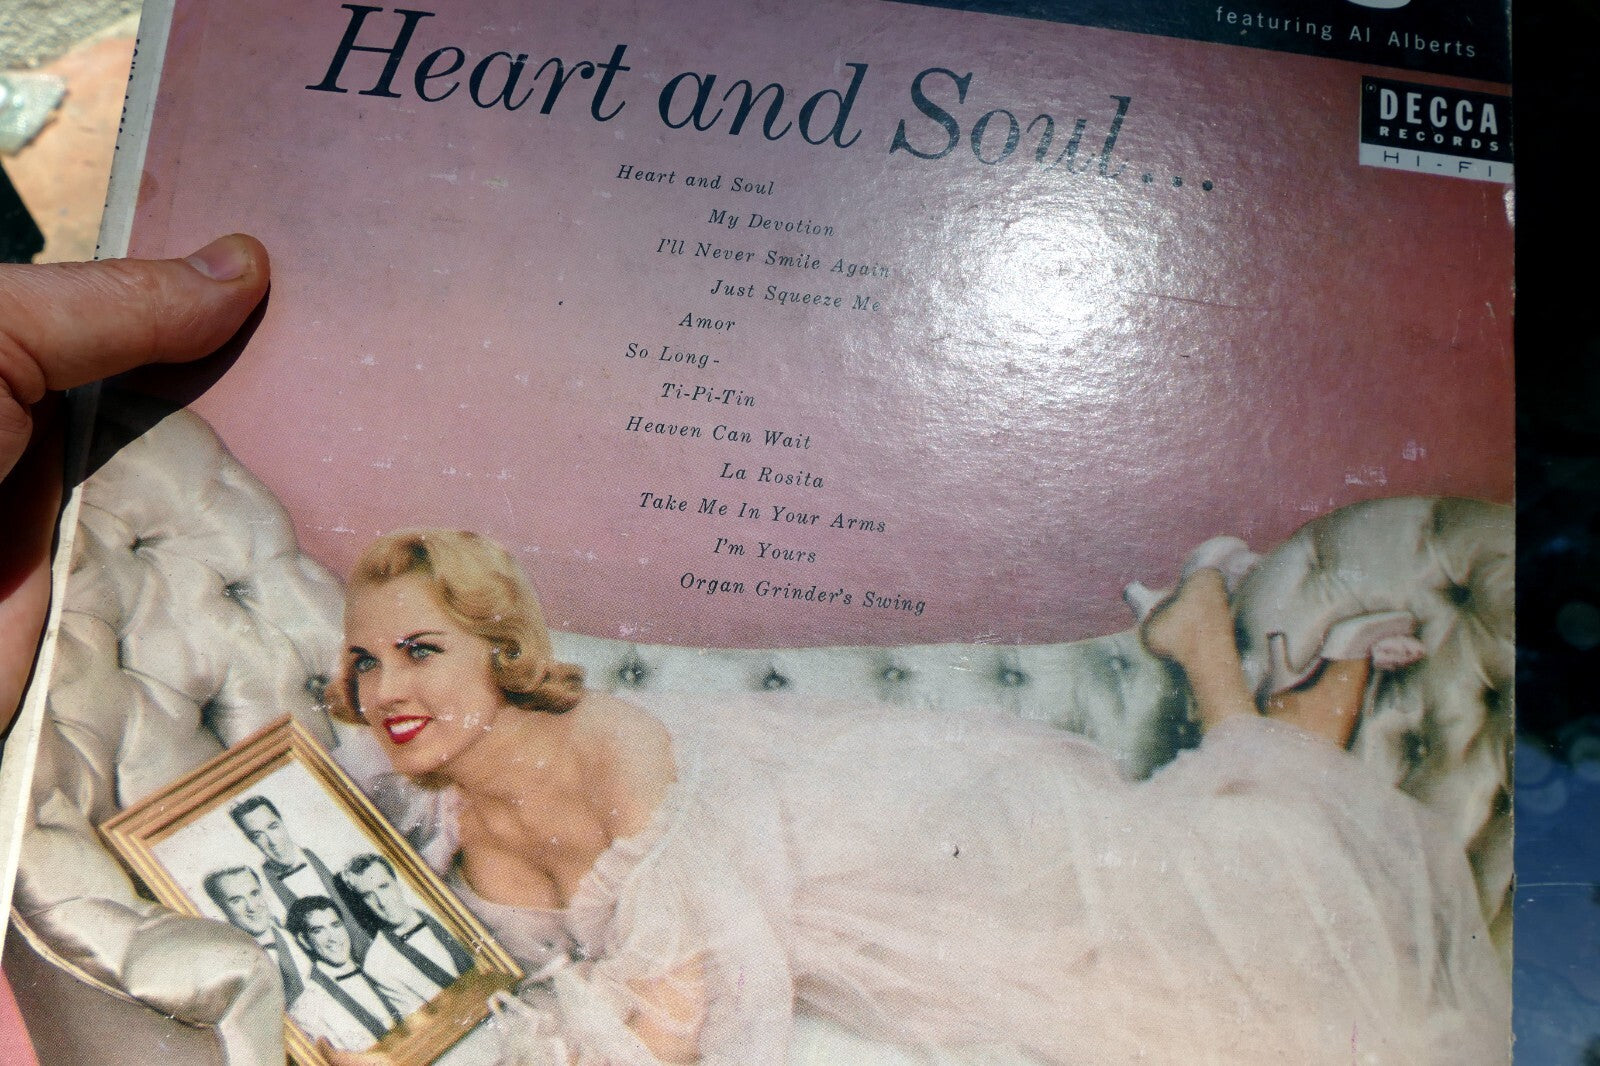 featuring Al Alberts
Heart and Soul...
DECCA
RECORDS
HI-FI
Heart and Soul
My Devotion
I'll Never Smile Again
Just Squeeze Me
Amor
So Long-
Ti-Pi-Tin
Heaven Can Wait
La Rosita
Take Me In Your Arms
I'm Yours
Organ Grinder's Swing